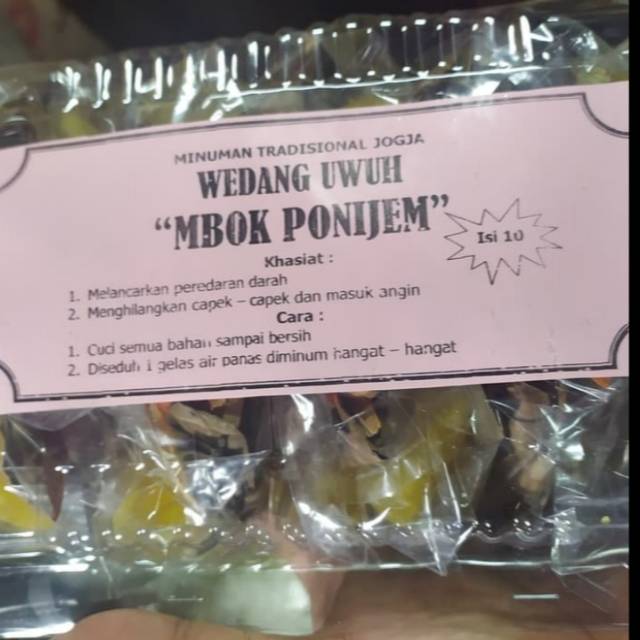 MINUMAN TRADISIONAL JOGJA
WEDANG UWUH
“MBOK PONIJEM”
Isi 10
Khasiat :
1. Melancarkan peredaran darah
2. Menghilangkan capek – capek dan masuk angin
Cara :
1. Cuci semua bahan sampai bersih
2. Diseduh 1 gelas air panas diminum hangat – hangat